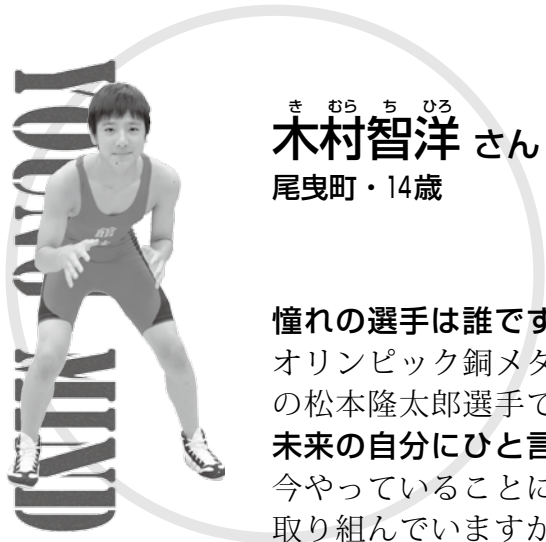 YOUNG MIND
き むら ち ひろ
木村智洋 さん
尾曳町・14歳
憧れの選手は誰です
オリンピック銅メダ
の松本隆太郎選手で
未来の自分にひと言
今やっていることに
取り組んでいますか
館